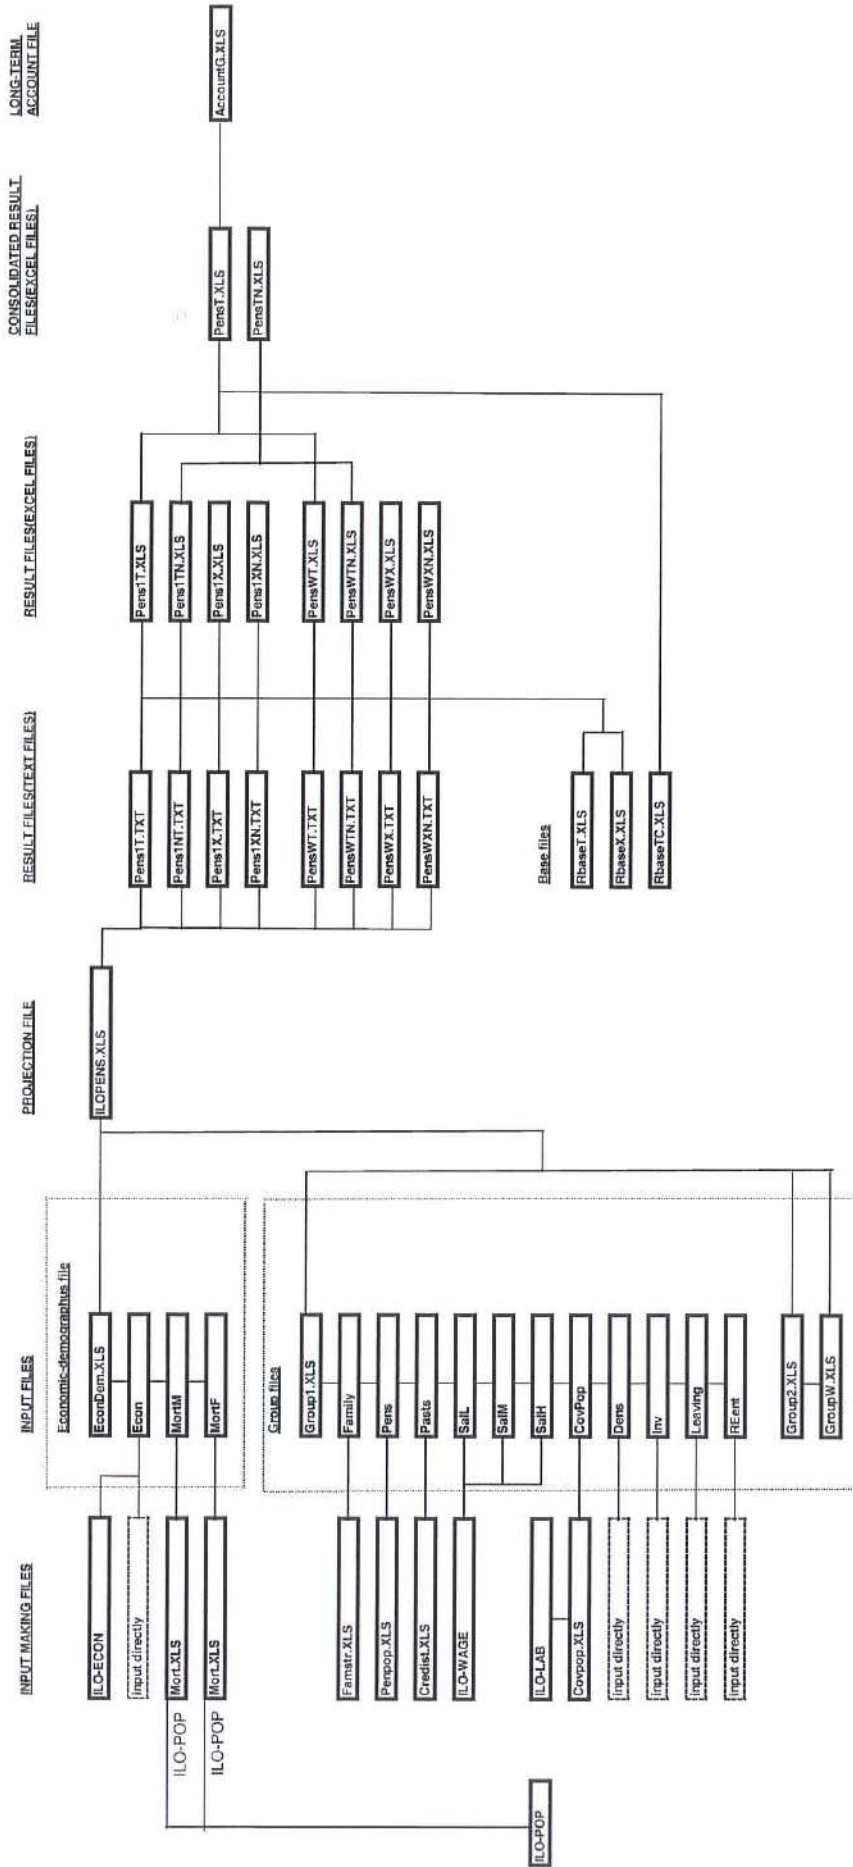 INPUT MAKING FILES
INPUT FILES
PROJECTION FILE
RESULT FILES(TEXT FILES)
RESULT FILES(EXCEL FILES)
CONSOLIDATED RESULT
FILES(EXCEL FILES)
LONG-TERM
ACCOUNT FILE
Economic-demographus file
ILO-ECON
input directly
Mort.XLS
Mort.XLS
ILO-POP
ILO-POP
EconDem.XLS
Econ
MortM
MortF
Group files
Famstr.XLS
Penpop.XLS
Credist.XLS
ILO-WAGE
ILO-LAB
Covpop.XLS
input directly
input directly
input directly
input directly
ILO-POP
Group1.XLS
Family
Pens
Pasts
SalL
SalM
SalH
CovPop
Dens
Inv
Leaving
REent
Group2.XLS
GroupW.XLS
ILOPENS.XLS
Pens1T.TXT
Pens1NT.TXT
Pens1X.TXT
Pens1XN.TXT
PensWT.TXT
PensWTN.TXT
PensWX.TXT
PensWXN.TXT
Base files
RbaseT.XLS
RbaseX.XLS
RbaseTC.XLS
Pens1T.XLS
Pens1TN.XLS
Pens1X.XLS
Pens1XN.XLS
PensWT.XLS
PensWTN.XLS
PensWX.XLS
PensWXN.XLS
PensT.XLS
PensTN.XLS
AccountG.XLS